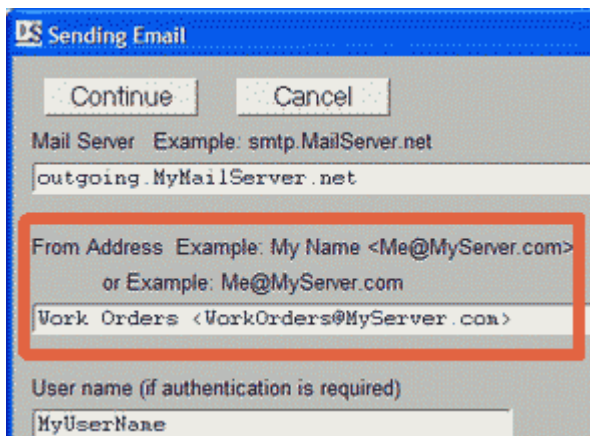 DS Sending Email
Continue Cancel
Mail Server Example: smtp.MailServer.net
outgoing.MyMailServer.net
From Address Example: My Name <Me@MyServer.com>
or Example: Me@MyServer.com
Work Orders <WorkOrders@MyServer.com>
User name (if authentication is required)
MyUserName